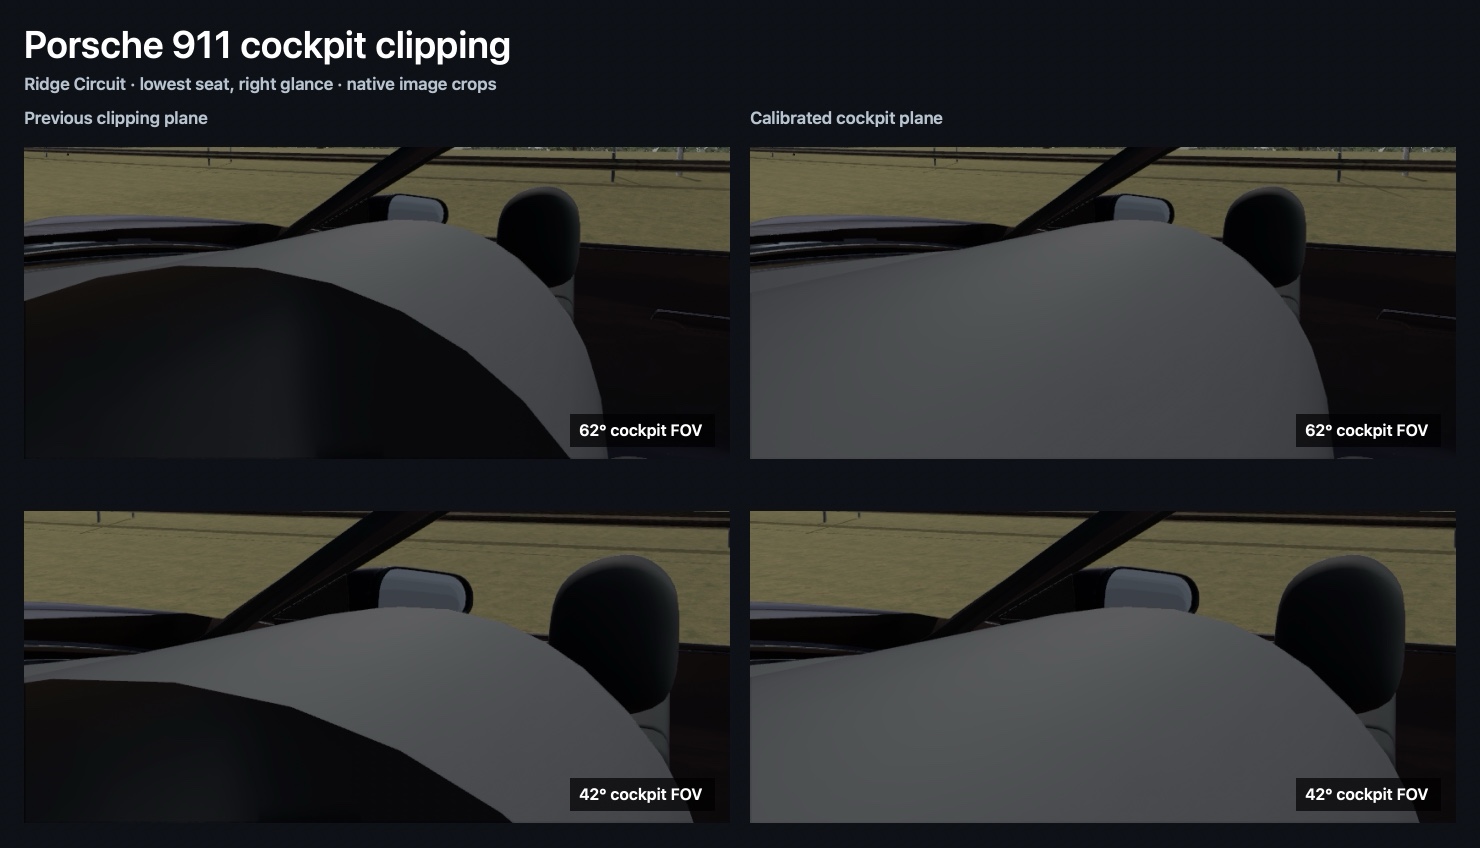 Porsche 911 cockpit clipping
Ridge Circuit · lowest seat, right glance · native image crops
Previous clipping plane
Calibrated cockpit plane
62° cockpit FOV
62° cockpit FOV
42° cockpit FOV
42° cockpit FOV